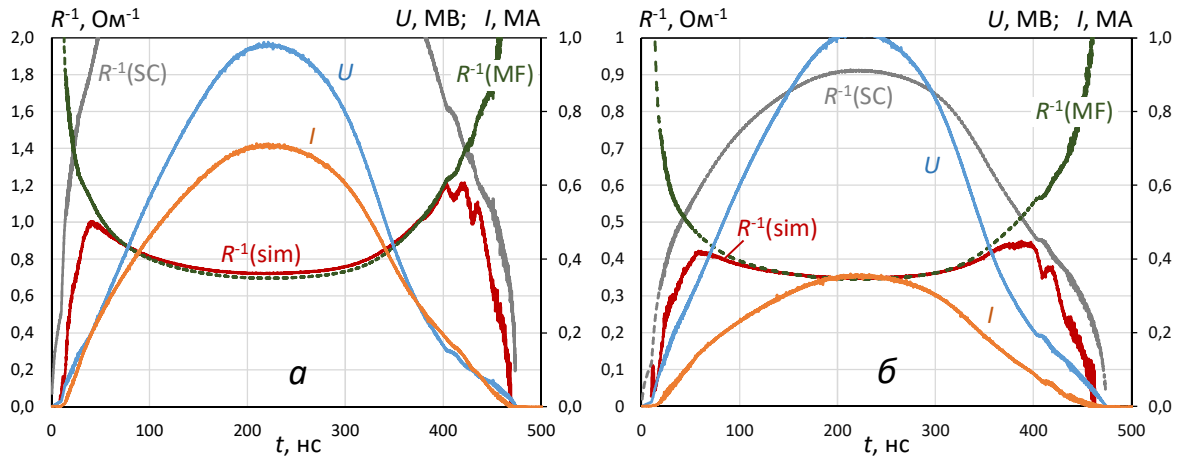 R⁻¹, Ом⁻¹ U, МВ; I, МА
2,0 1,0
R⁻¹(SC) U R⁻¹(MF)
1,8
1,6 0,8
1,4 I
1,2 0,6
1,0
R⁻¹(sim)
0,8 0,4
0,6
0,4 0,2
а
0,2
0,0 0,0
0 100 200 300 400 500
t, нс
R⁻¹, Ом⁻¹ U, МВ; I, МА
1 1,0
0,9
R⁻¹(SC) R⁻¹(MF)
0,8 0,8
0,7
U
0,6 0,6
0,5
R⁻¹(sim)
0,4 0,4
0,3
I
0,2 0,2
б
0,1
0 0,0
0 100 200 300 400 500
t, нс